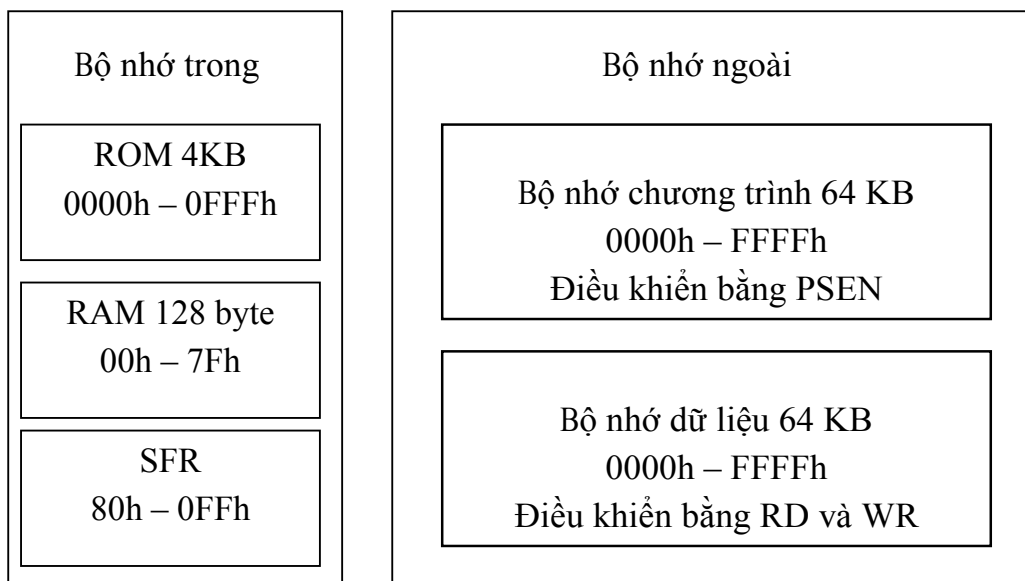 Bộ nhớ trong
ROM 4KB
0000h – 0FFFh
RAM 128 byte
00h – 7Fh
SFR
80h – 0FFh
Bộ nhớ ngoài
Bộ nhớ chương trình 64 KB
0000h – FFFFh
Điều khiển bằng PSEN
Bộ nhớ dữ liệu 64 KB
0000h – FFFFh
Điều khiển bằng RD và WR